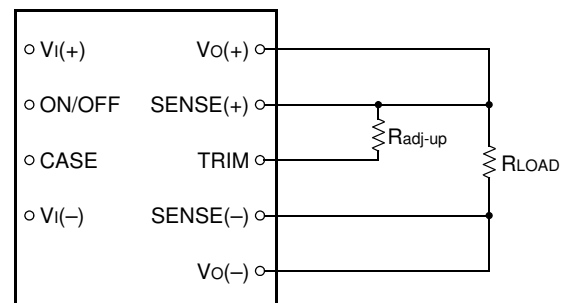 VI(+) VO(+)
ON/OFF SENSE(+)
Radj-up
CASE TRIM RLOAD
VI(–) SENSE(–)
VO(–)